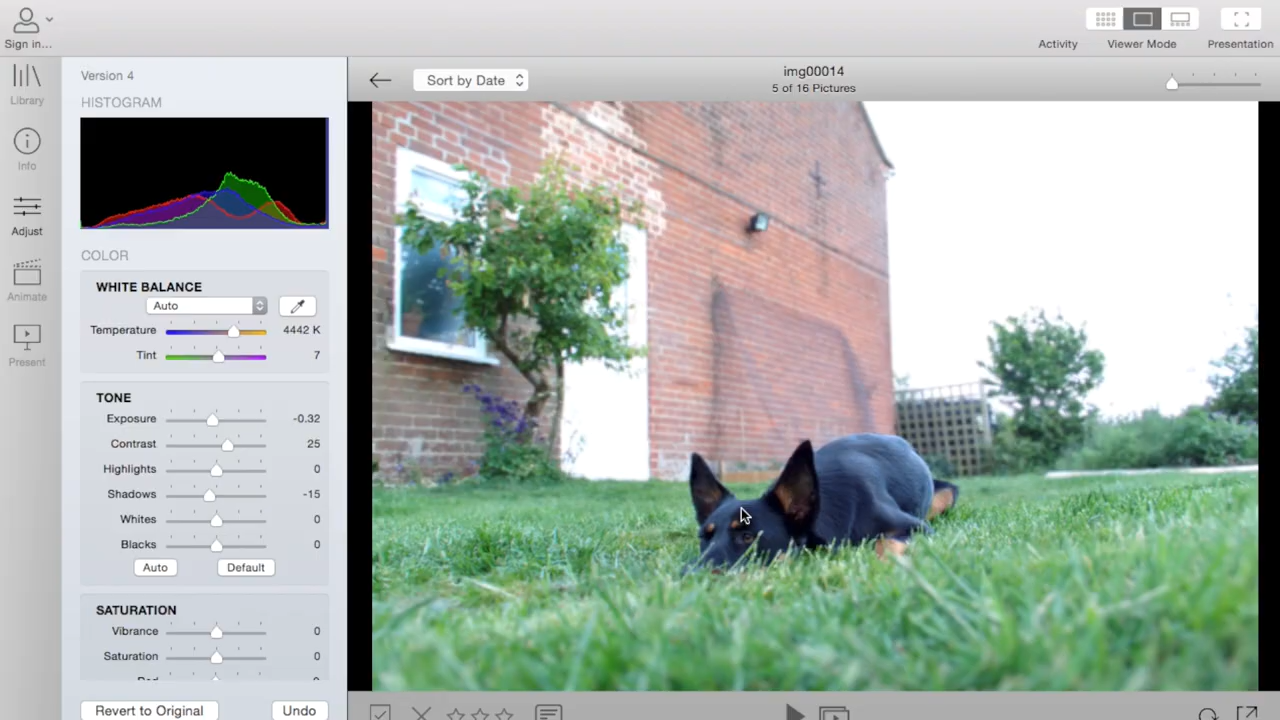 Sign in...
Activity
Viewer Mode
Presentation
Library
Info
Adjust
Animate
Present
Version 4
HISTOGRAM
COLOR
WHITE BALANCE
Auto
Temperature 4442 K
Tint 7
TONE
Exposure -0.32
Contrast 25
Highlights 0
Shadows -15
Whites 0
Blacks 0
Auto Default
SATURATION
Vibrance 0
Saturation 0
Revert to Original Undo
Sort by Date
img00014
5 of 16 Pictures